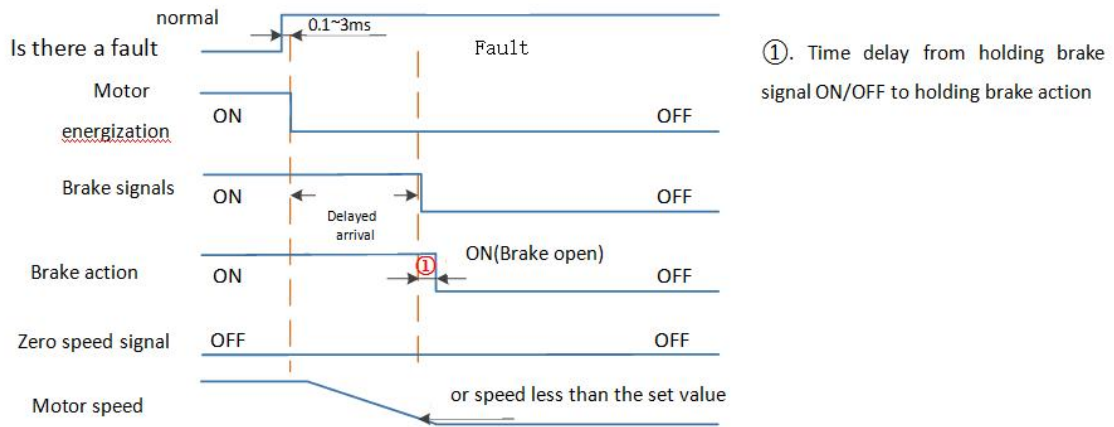 normal
0.1~3ms
Is there a fault
Fault
①. Time delay from holding brake
signal ON/OFF to holding brake action
Motor
energization
ON
OFF
Brake signals
ON
OFF
Delayed
arrival
ON(Brake open)
Brake action
ON
①
OFF
Zero speed signal
OFF
OFF
Motor speed
or speed less than the set value